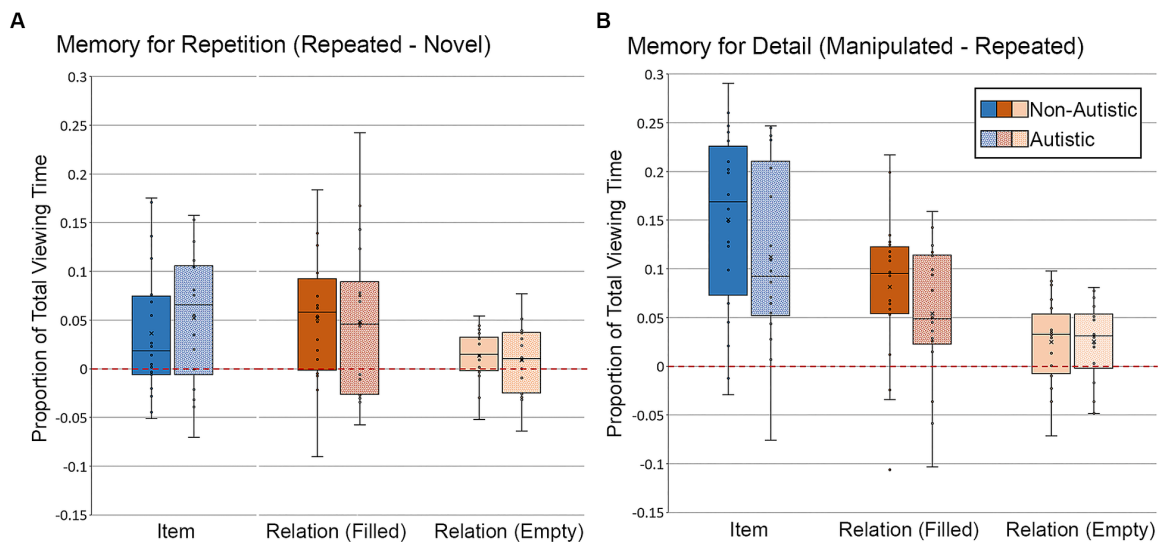 A
Memory for Repetition (Repeated - Novel)
Proportion of Total Viewing Time
0.3
0.25
0.2
0.15
0.1
0.05
0
-0.05
-0.1
-0.15
Item
Relation (Filled)
Relation (Empty)
B
Memory for Detail (Manipulated - Repeated)
Proportion of Total Viewing Time
0.3
0.25
0.2
0.15
0.1
0.05
0
-0.05
-0.1
-0.15
Non-Autistic
Autistic
Item
Relation (Filled)
Relation (Empty)